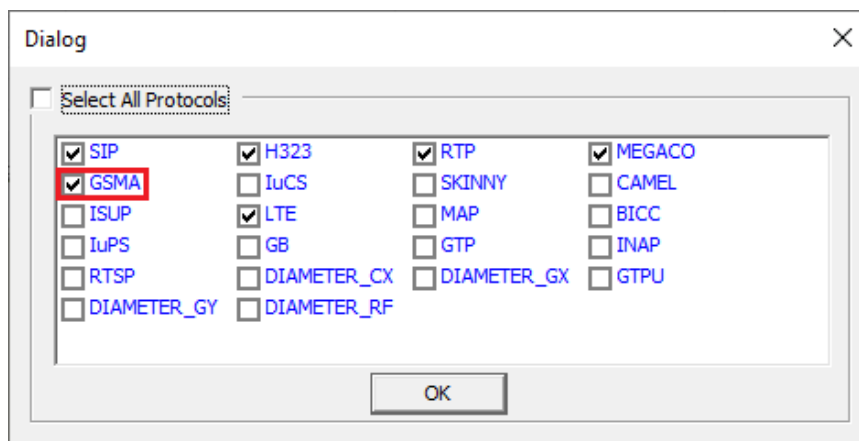 Dialog
Select All Protocols
SIP H323 RTP MEGACO
GSMA IuCS SKINNY CAMEL
ISUP LTE MAP BICC
IuPS GB GTP INAP
RTSP DIAMETER_CX DIAMETER_GX GTPU
DIAMETER_GY DIAMETER_RF
OK